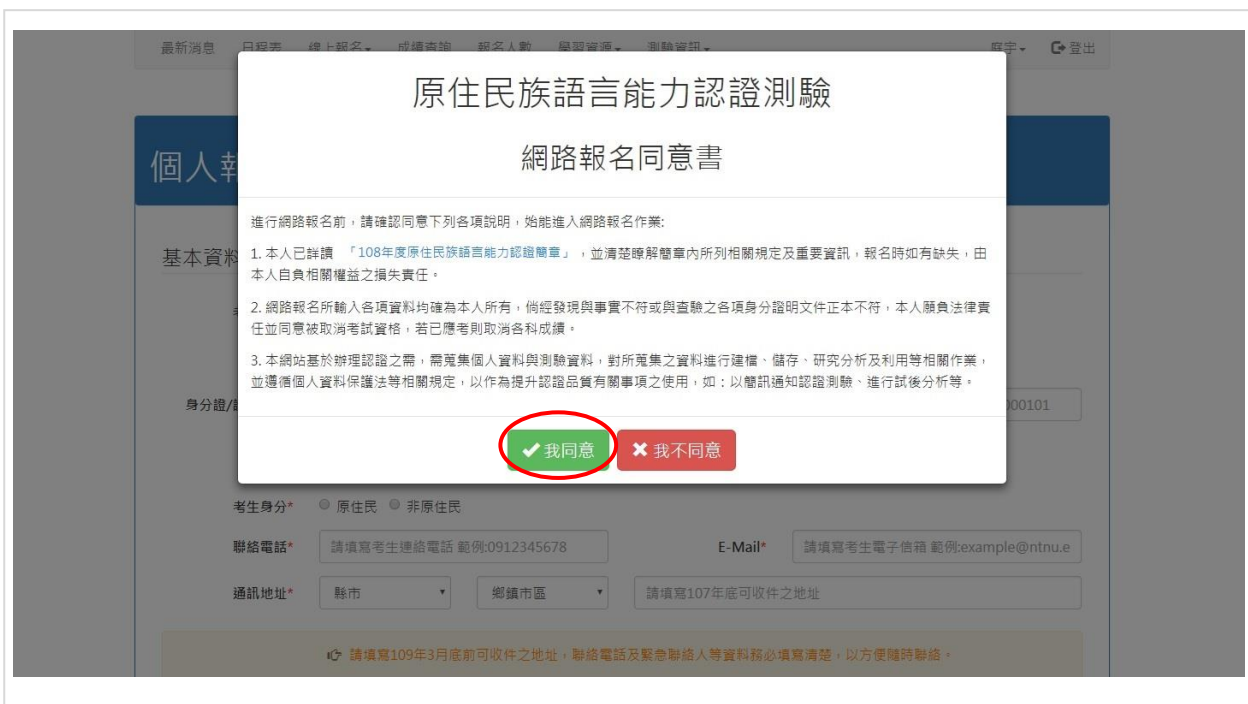 最新消息 日程表 線上報名 成績查詢 報名人數 學習資源 測驗資訊 庭宇 登出
原住民族語言能力認證測驗
網路報名同意書
個人報
進行網路報名前，請確認同意下列各項說明，始能進入網路報名作業:
基本資料
1. 本人已詳讀 「108年度原住民族語言能力認證簡章」，並清楚瞭解簡章內所列相關規定及重要資訊，報名時如有缺失，由
本人自負相關權益之損失責任。
2. 網路報名所輸入各項資料均確為本人所有，倘經發現與事實不符或與查驗之各項身分證明文件正本不符，本人願負法律責
任並同意被取消考試資格，若已應考則取消各科成績。
3. 本網站基於辦理認證之需，需蒐集個人資料與測驗資料，對所蒐集之資料進行建檔、儲存、研究分析及利用等相關作業，
並遵循個人資料保護法等相關規定，以作為提升認證品質有關事項之使用，如：以簡訊通知認證測驗、進行試後分析等。
身分證/ 000101
我同意 我不同意
考生身分* 原住民 非原住民
聯絡電話* 請填寫考生連絡電話 範例:0912345678 E-Mail* 請填寫考生電子信箱 範例:example@ntnu.e
通訊地址* 縣市 鄉鎮市區 請填寫107年底可收件之地址
請填寫109年3月底前可收件之地址，聯絡電話及緊急聯絡人等資料務必填寫清楚，以方便隨時聯絡。